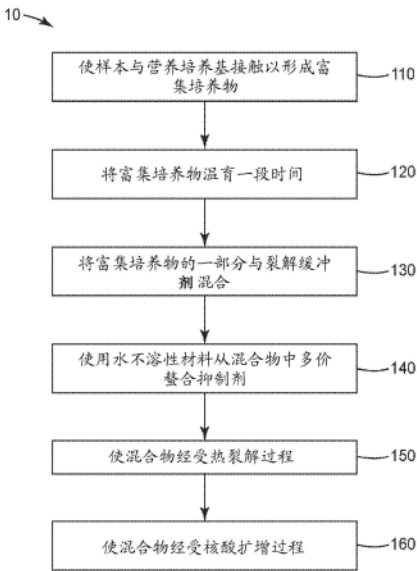 10
使样本与营养培养基接触以形成富
集培养物
110
将富集培养物温育一段时间
120
将富集培养物的一部分与裂解缓冲
剂混合
130
使用水不溶性材料从混合物中多价
螯合抑制剂
140
使混合物经受热裂解过程
150
使混合物经受核酸扩增过程
160